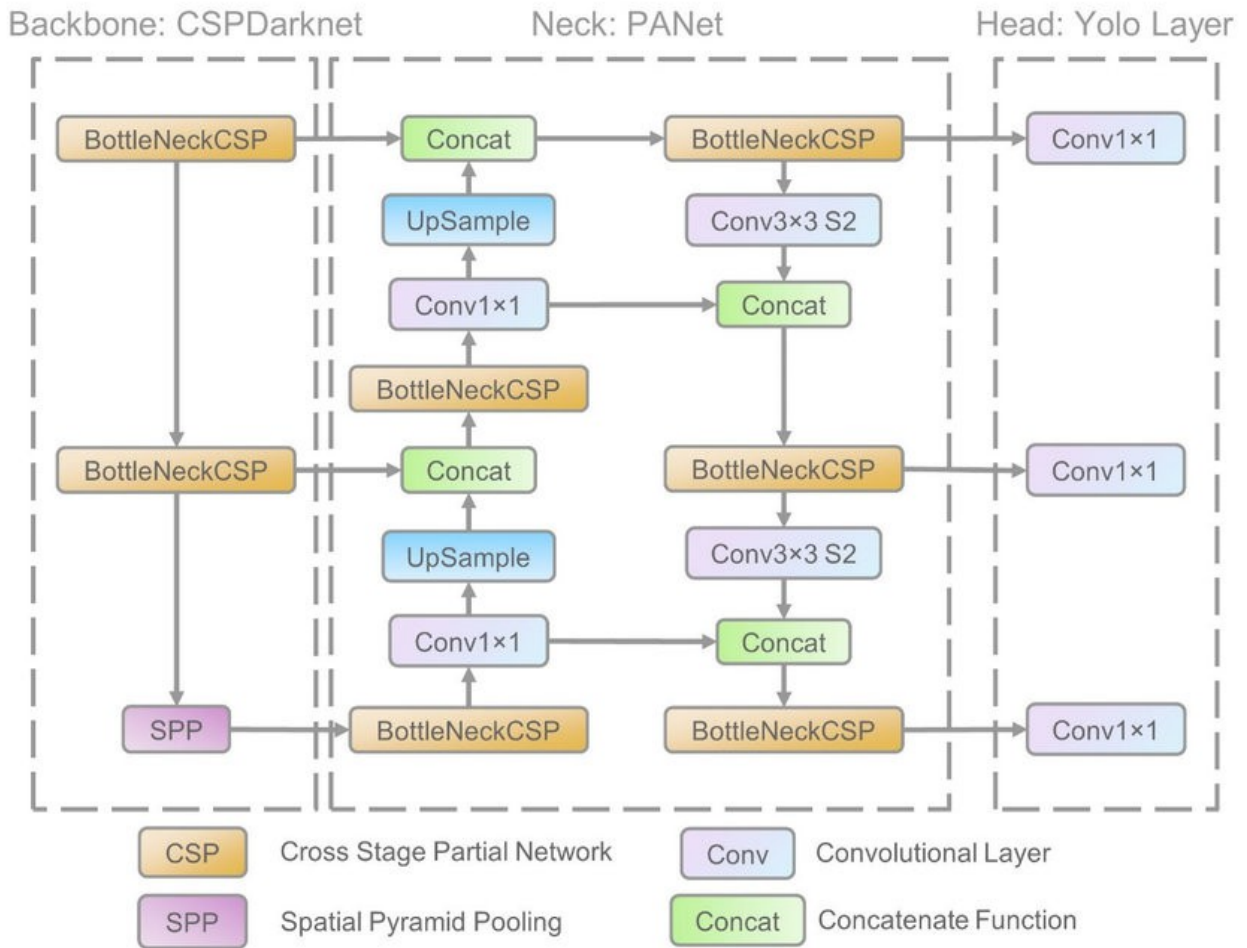 Backbone: CSPDarknet Neck: PANet Head: Yolo Layer
BottleNeckCSP Concat BottleNeckCSP Conv1×1
UpSample Conv3×3 S2
Conv1×1 Concat
BottleNeckCSP
BottleNeckCSP Concat BottleNeckCSP Conv1×1
UpSample Conv3×3 S2
Conv1×1 Concat
SPP BottleNeckCSP BottleNeckCSP Conv1×1
CSP Cross Stage Partial Network Conv Convolutional Layer
SPP Spatial Pyramid Pooling Concat Concatenate Function